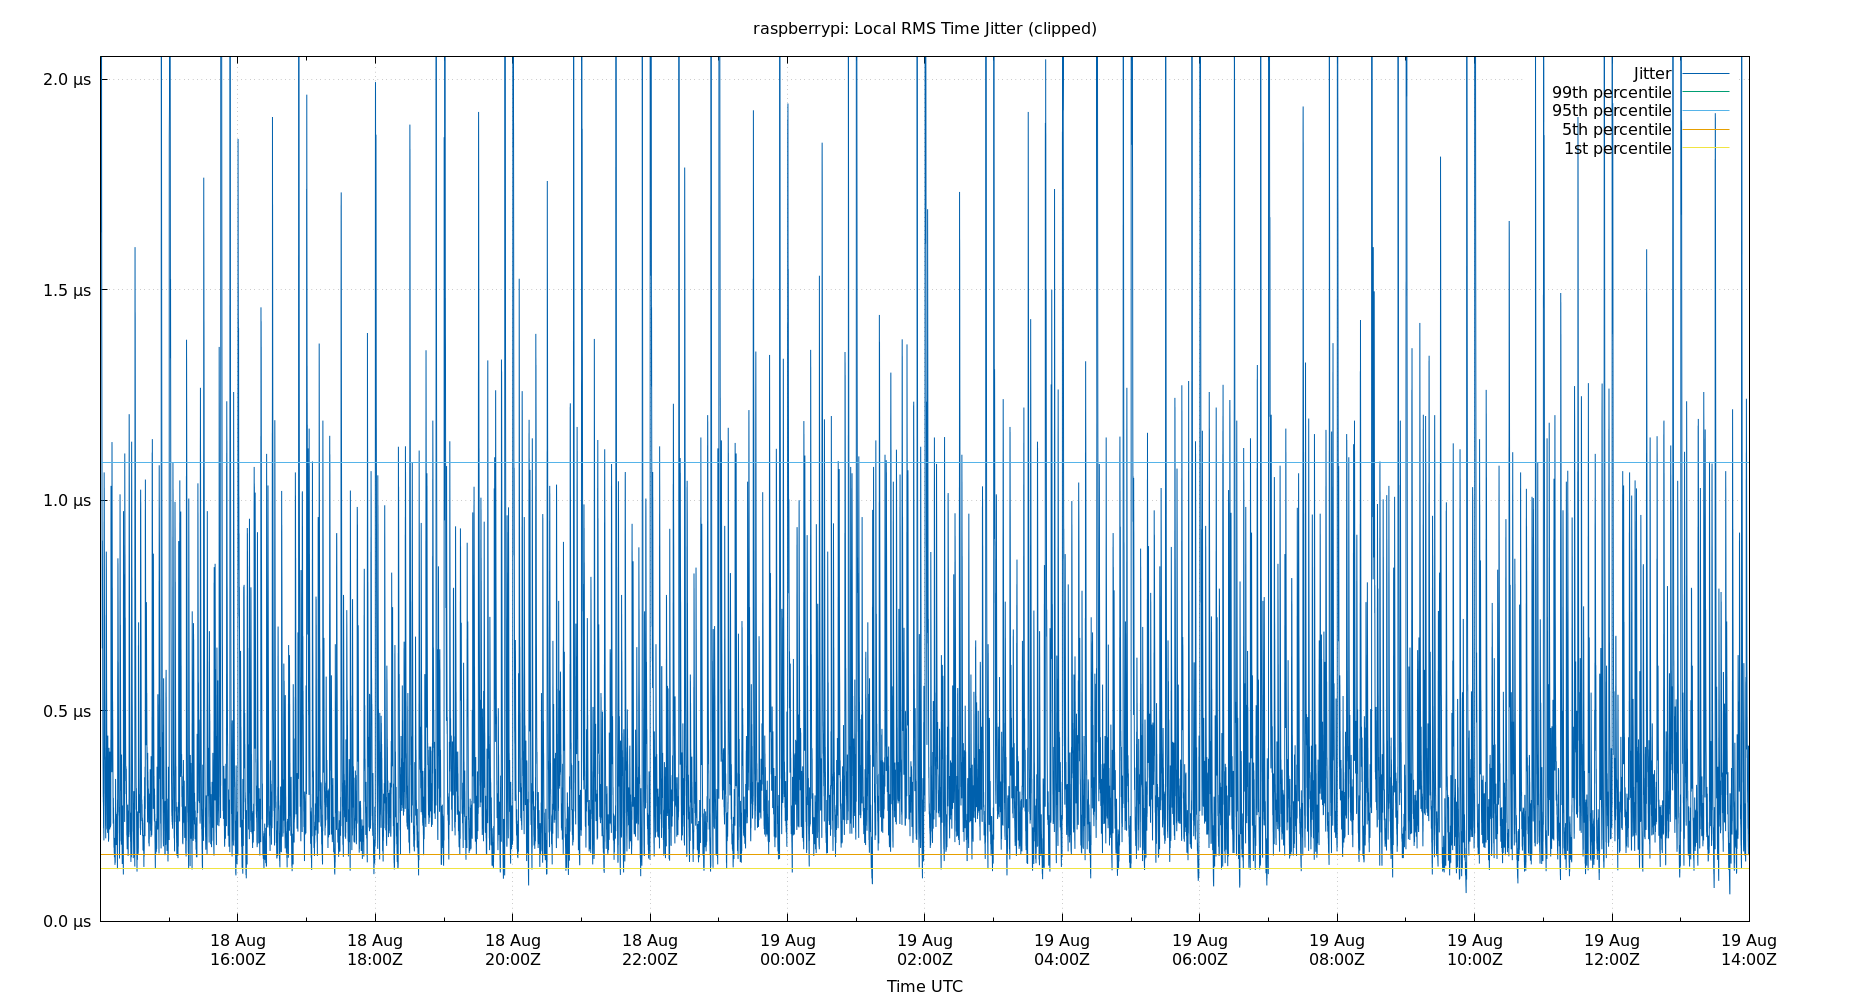 raspberrypi: Local RMS Time Jitter (clipped)
2.0 µs
1.5 µs
1.0 µs
0.5 µs
0.0 µs
Jitter
99th percentile
95th percentile
5th percentile
1st percentile
18 Aug
16:00Z
18 Aug
18:00Z
18 Aug
20:00Z
18 Aug
22:00Z
19 Aug
00:00Z
19 Aug
02:00Z
19 Aug
04:00Z
19 Aug
06:00Z
19 Aug
08:00Z
19 Aug
10:00Z
19 Aug
12:00Z
19 Aug
14:00Z
Time UTC